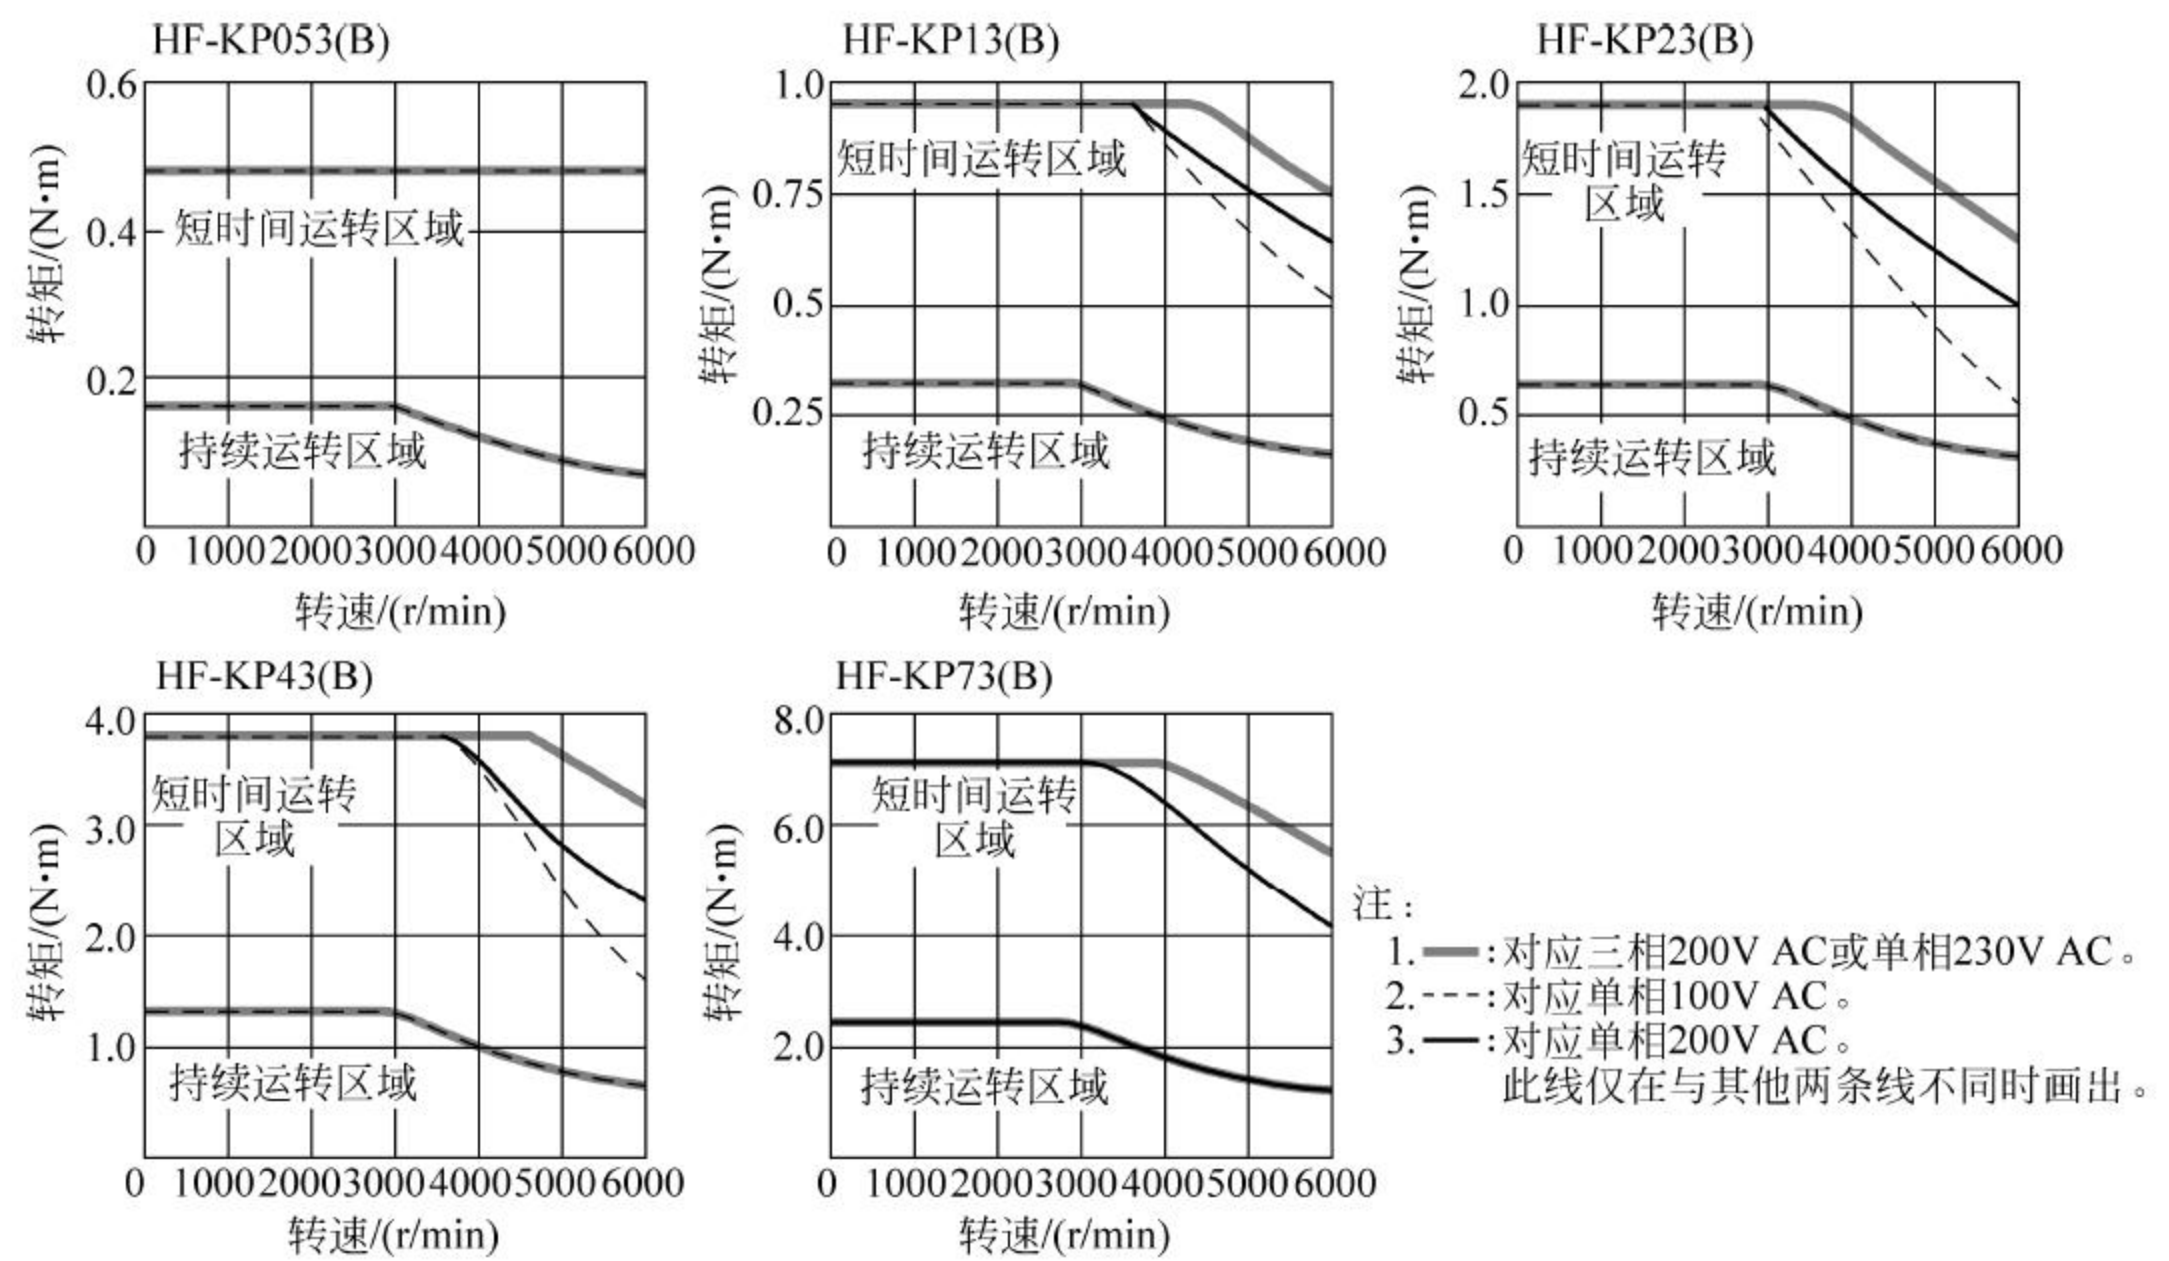 HF-KP053(B)
0.6
0.4
0.2
转矩/(N·m)
短时间运转区域
持续运转区域
0 1000 2000 3000 4000 5000 6000
转速/(r/min)
HF-KP13(B)
1.0
0.75
0.5
0.25
转矩/(N·m)
短时间运转区域
持续运转区域
0 1000 2000 3000 4000 5000 6000
转速/(r/min)
HF-KP23(B)
2.0
1.5
1.0
0.5
转矩/(N·m)
短时间运转
区域
持续运转区域
0 1000 2000 3000 4000 5000 6000
转速/(r/min)
HF-KP43(B)
4.0
3.0
2.0
1.0
转矩/(N·m)
短时间运转
区域
持续运转区域
0 1000 2000 3000 4000 5000 6000
转速/(r/min)
HF-KP73(B)
8.0
6.0
4.0
2.0
转矩/(N·m)
短时间运转
区域
持续运转区域
0 1000 2000 3000 4000 5000 6000
转速/(r/min)
注：
1. ：对应三相200V AC或单相230V AC。
2. ：对应单相100V AC。
3. ：对应单相200V AC。
此线仅在与其他两条线不同时画出。